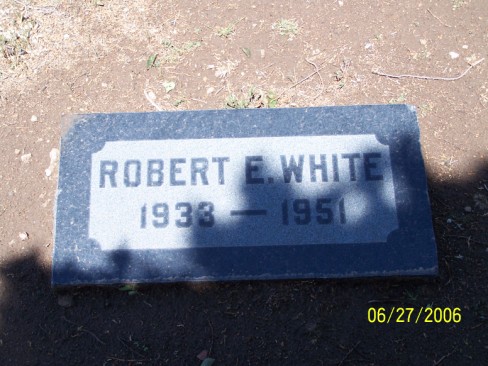 ROBERT E. WHITE
1933 — 1951
06/27/2006